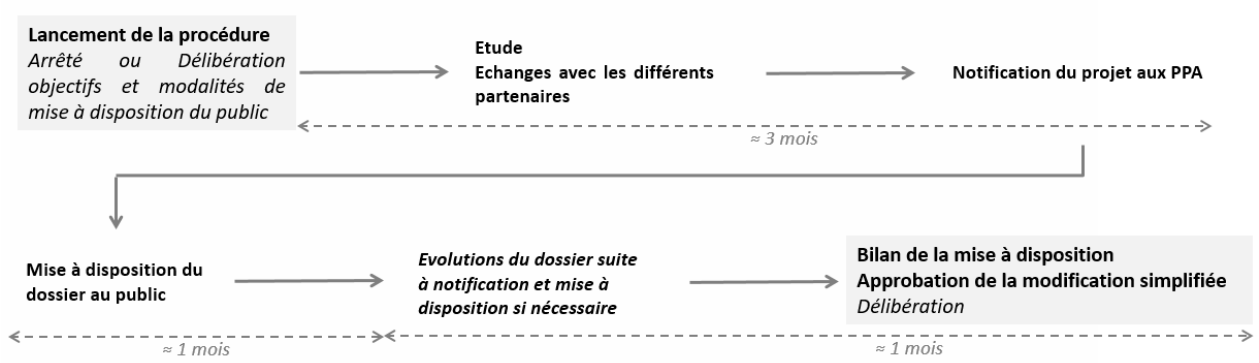 Lancement de la procédure
Arrêté ou Délibération
objectifs et modalités de
mise à disposition du public
Etude
Echanges avec les différents
partenaires
Notification du projet aux PPA
≈ 3 mois
Mise à disposition du
dossier au public
Evolutions du dossier suite
à notification et mise à
disposition si nécessaire
Bilan de la mise à disposition
Approbation de la modification simplifiée
Délibération
≈ 1 mois
≈ 1 mois